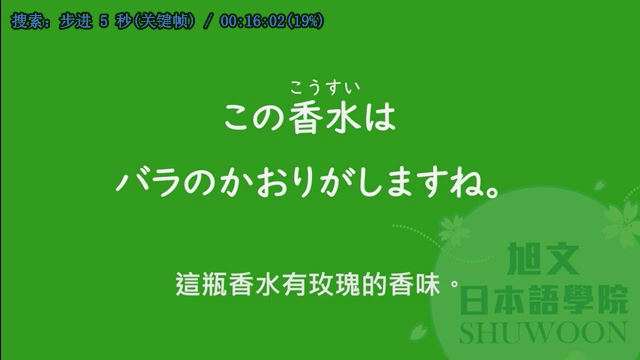 搜索: 步进 5 秒(关键帧) / 00:16:02(19%)
こうすい
この香水は
バラのかおりがしますね。
這瓶香水有玫瑰的香味。
旭文
日本語學院
SHUWOON